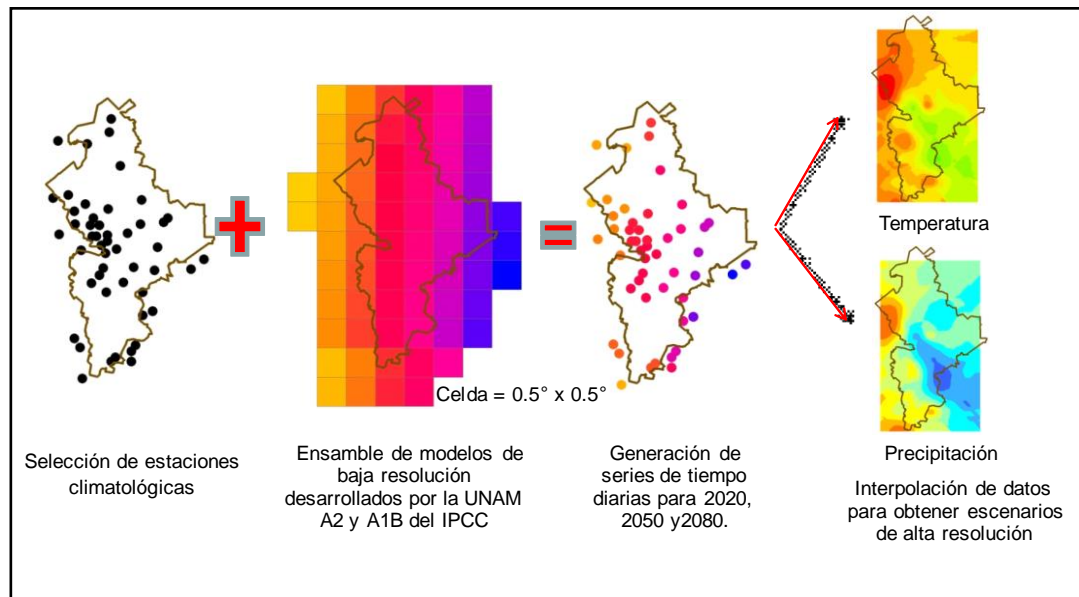 Temperatura
Celda = 0.5° x 0.5°
Selección de estaciones
climatológicas
Ensamble de modelos de
baja resolución
desarrollados por la UNAM
A2 y A1B del IPCC
Generación de
series de tiempo
diarias para 2020,
2050 y2080.
Precipitación
Interpolación de datos
para obtener escenarios
de alta resolución